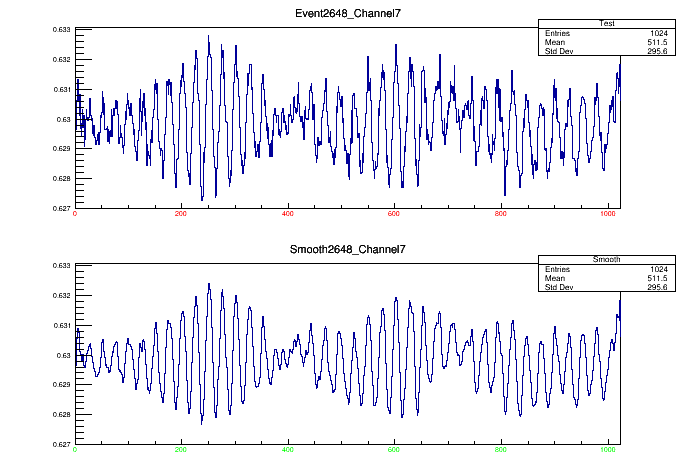 Event2648_Channel7
Test
Entries 1024
Mean 511.5
Std Dev 295.6
0.633
0.632
0.631
0.63
0.629
0.628
0.627
0 200 400 600 800 1000
Smooth2648_Channel7
Smooth
Entries 1024
Mean 511.5
Std Dev 295.6
0.633
0.632
0.631
0.63
0.629
0.628
0.627
0 200 400 600 800 1000